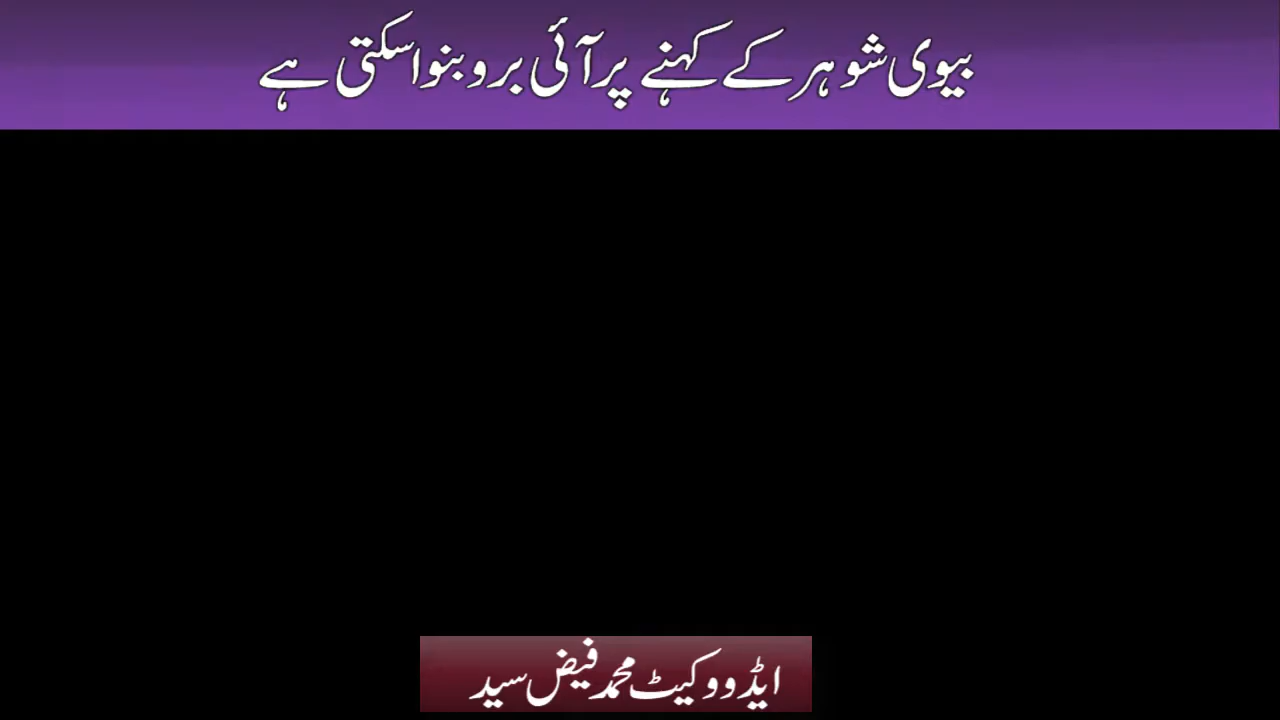 بیوی شوہر کے کہنے پر آئی برو بنوا سکتی ہے
ایڈووکیٹ محمد فیض سید